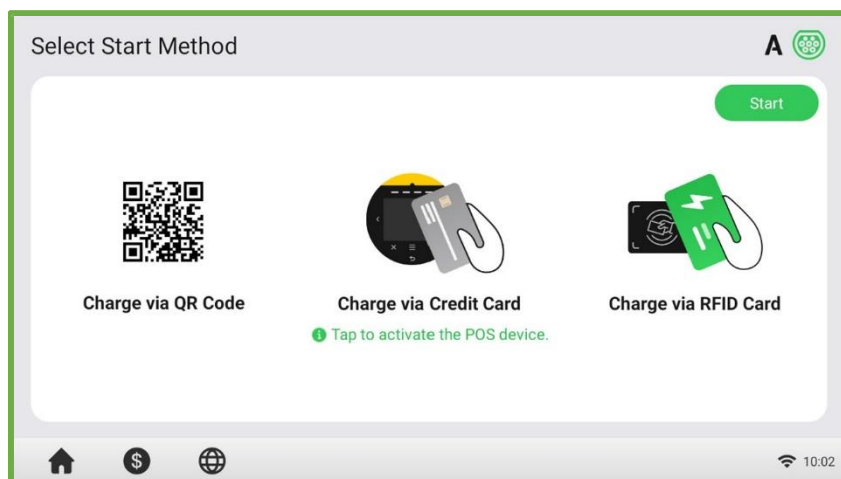 Select Start Method
A
Start
Charge via QR Code
Charge via Credit Card
Charge via RFID Card
Tap to activate the POS device.
10:02